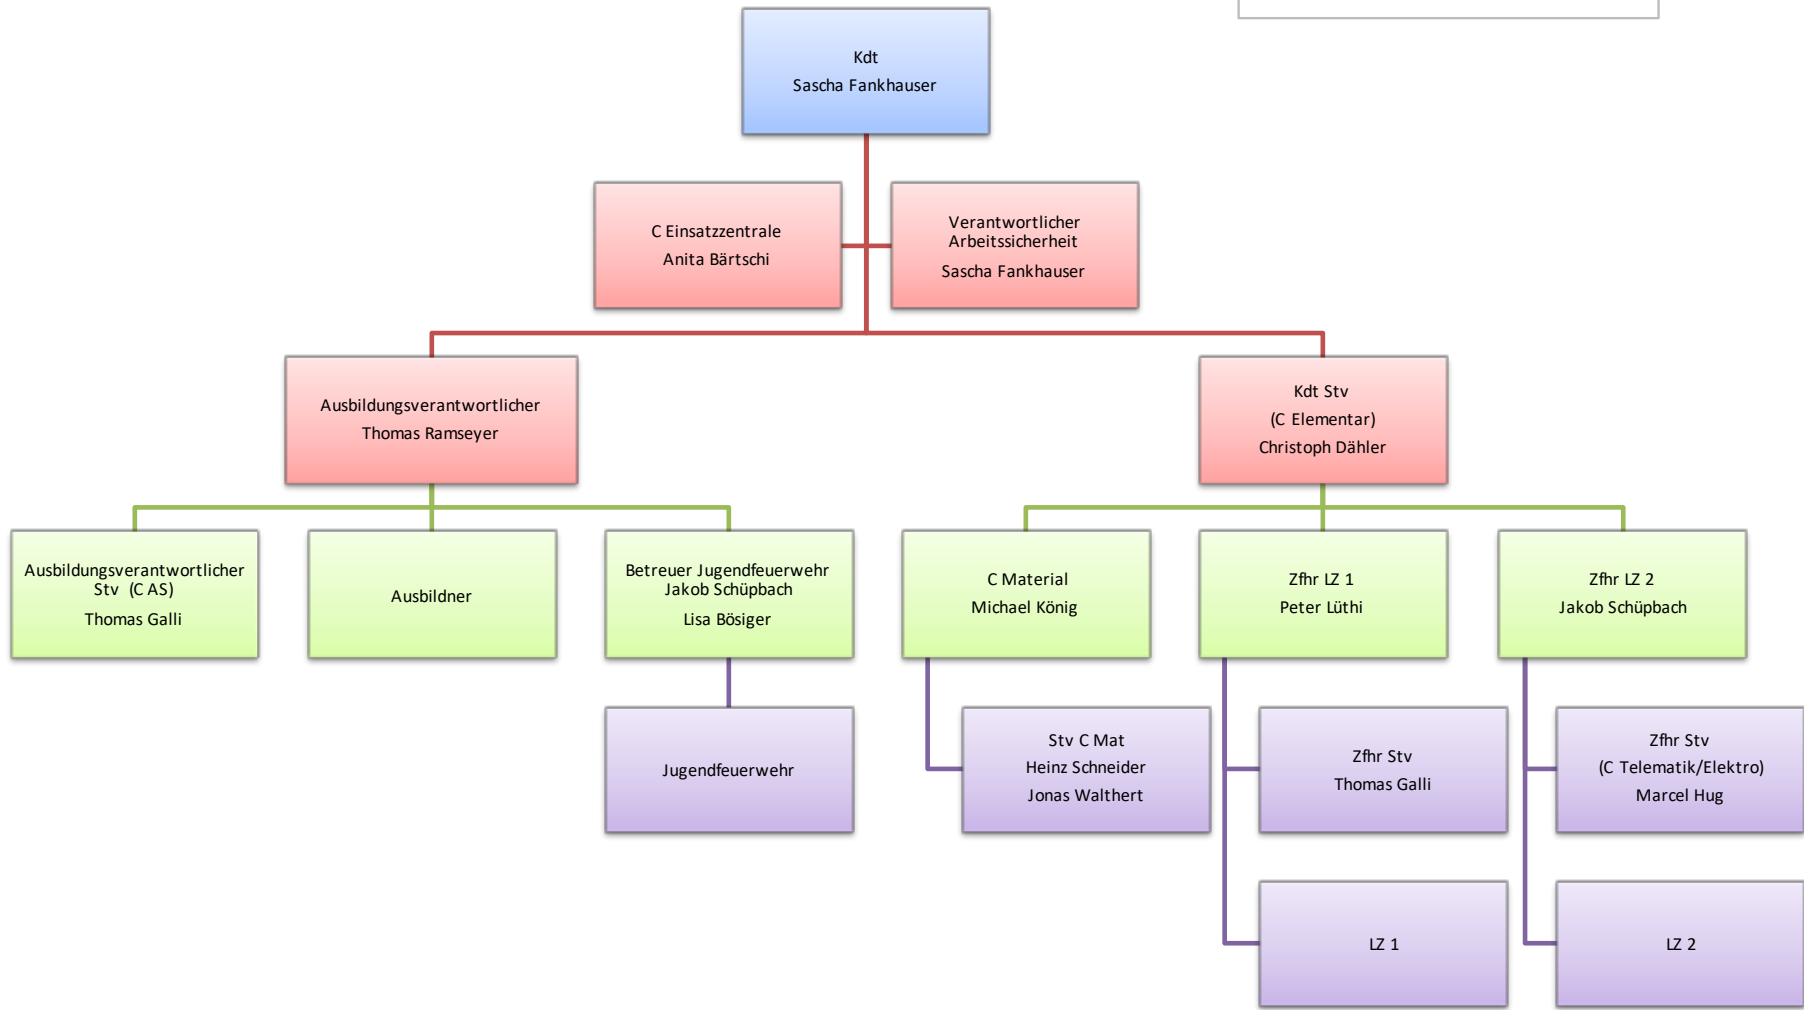 Kdt
Sascha Fankhauser
C Einsatzzentrale
Anita Bärtschi
Verantwortlicher
Arbeitssicherheit
Sascha Fankhauser
Ausbildungsverantwortlicher
Thomas Ramseyer
Kdt Stv
(C Elementar)
Christoph Dähler
Ausbildungsverantwortlicher
Stv (C AS)
Thomas Galli
Ausbildner
Betreuer Jugendfeuerwehr
Jakob Schüpbach
Lisa Bösiger
C Material
Michael König
Zfhr LZ 1
Peter Lüthi
Zfhr LZ 2
Jakob Schüpbach
Jugendfeuerwehr
Stv C Mat
Heinz Schneider
Jonas Walthert
Zfhr Stv
Thomas Galli
Zfhr Stv
(C Telematik/Elektro)
Marcel Hug
LZ 1
LZ 2